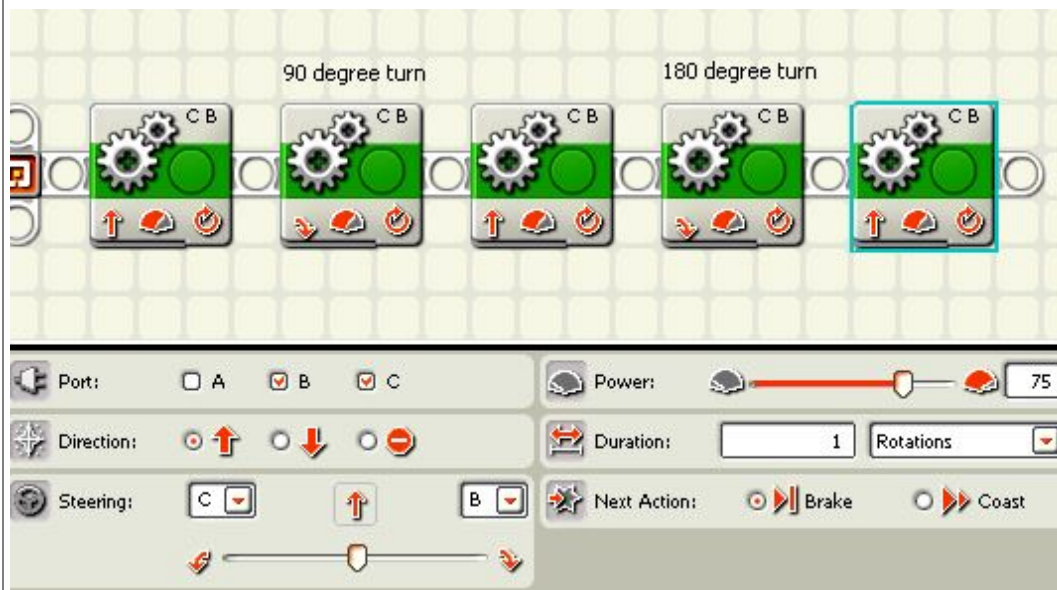 90 degree turn 180 degree turn
C B C B C B C B C B
Port: A B C
Power: 75
Direction:
Duration: 1 Rotations
Steering: C B
Next Action: Brake Coast